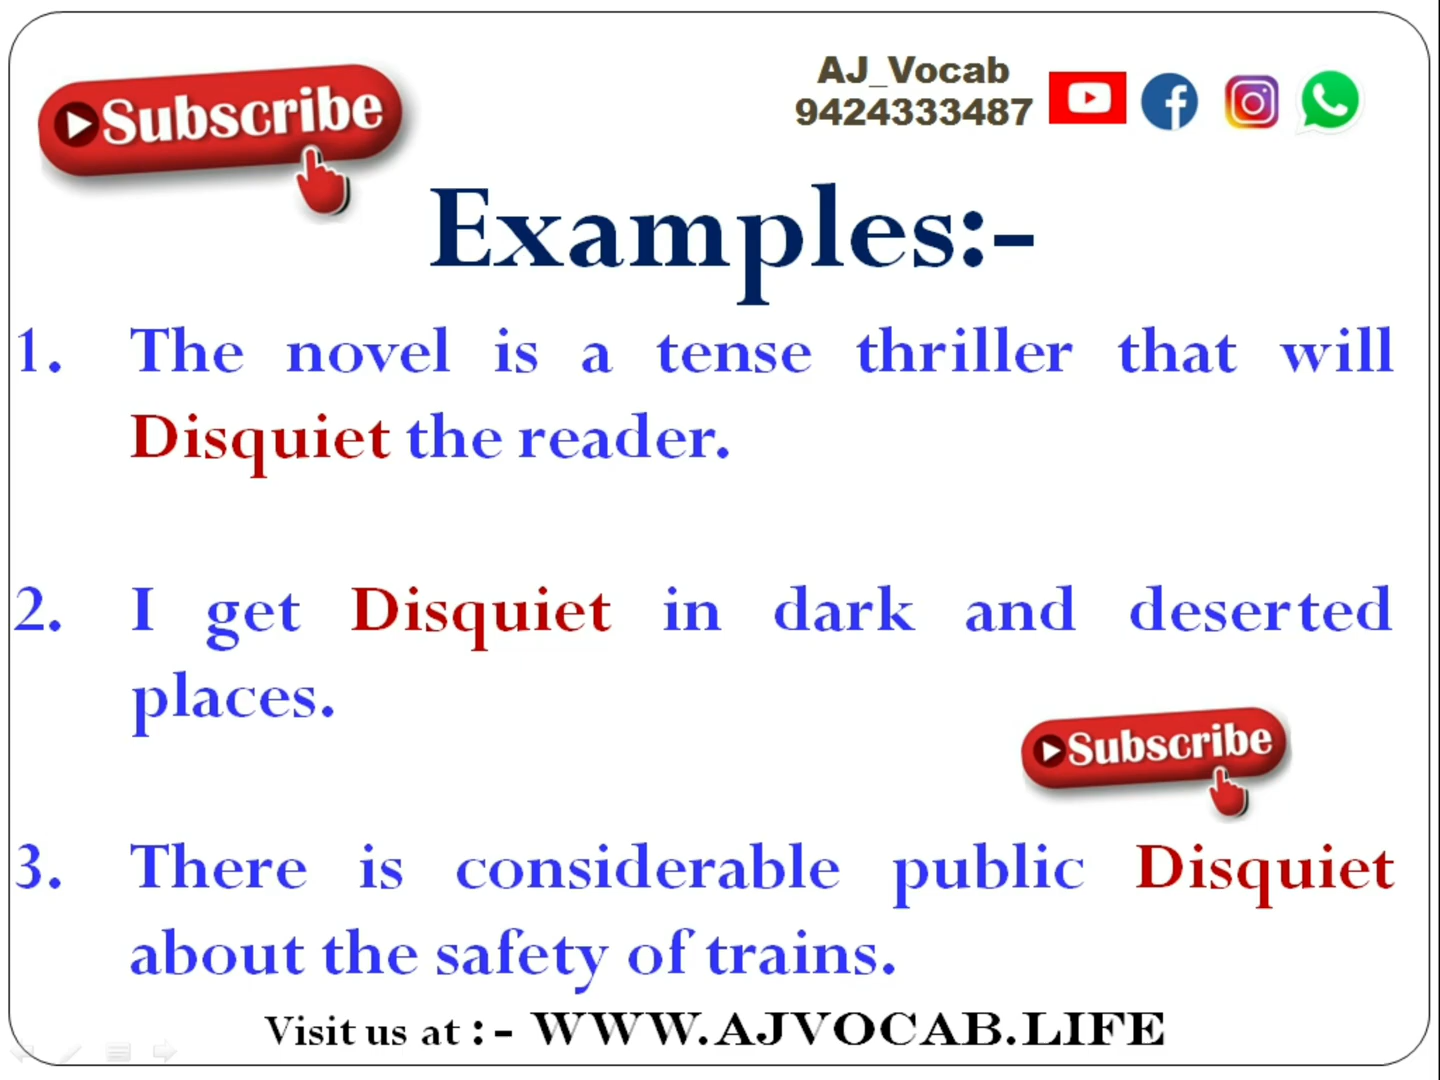 Subscribe
AJ_Vocab
9424333487
Examples:-
1. The novel is a tense thriller that will
Disquiet the reader.
2. I get Disquiet in dark and deserted
places.
Subscribe
3. There is considerable public Disquiet
about the safety of trains.
Visit us at :- WWW.AJVOCAB.LIFE